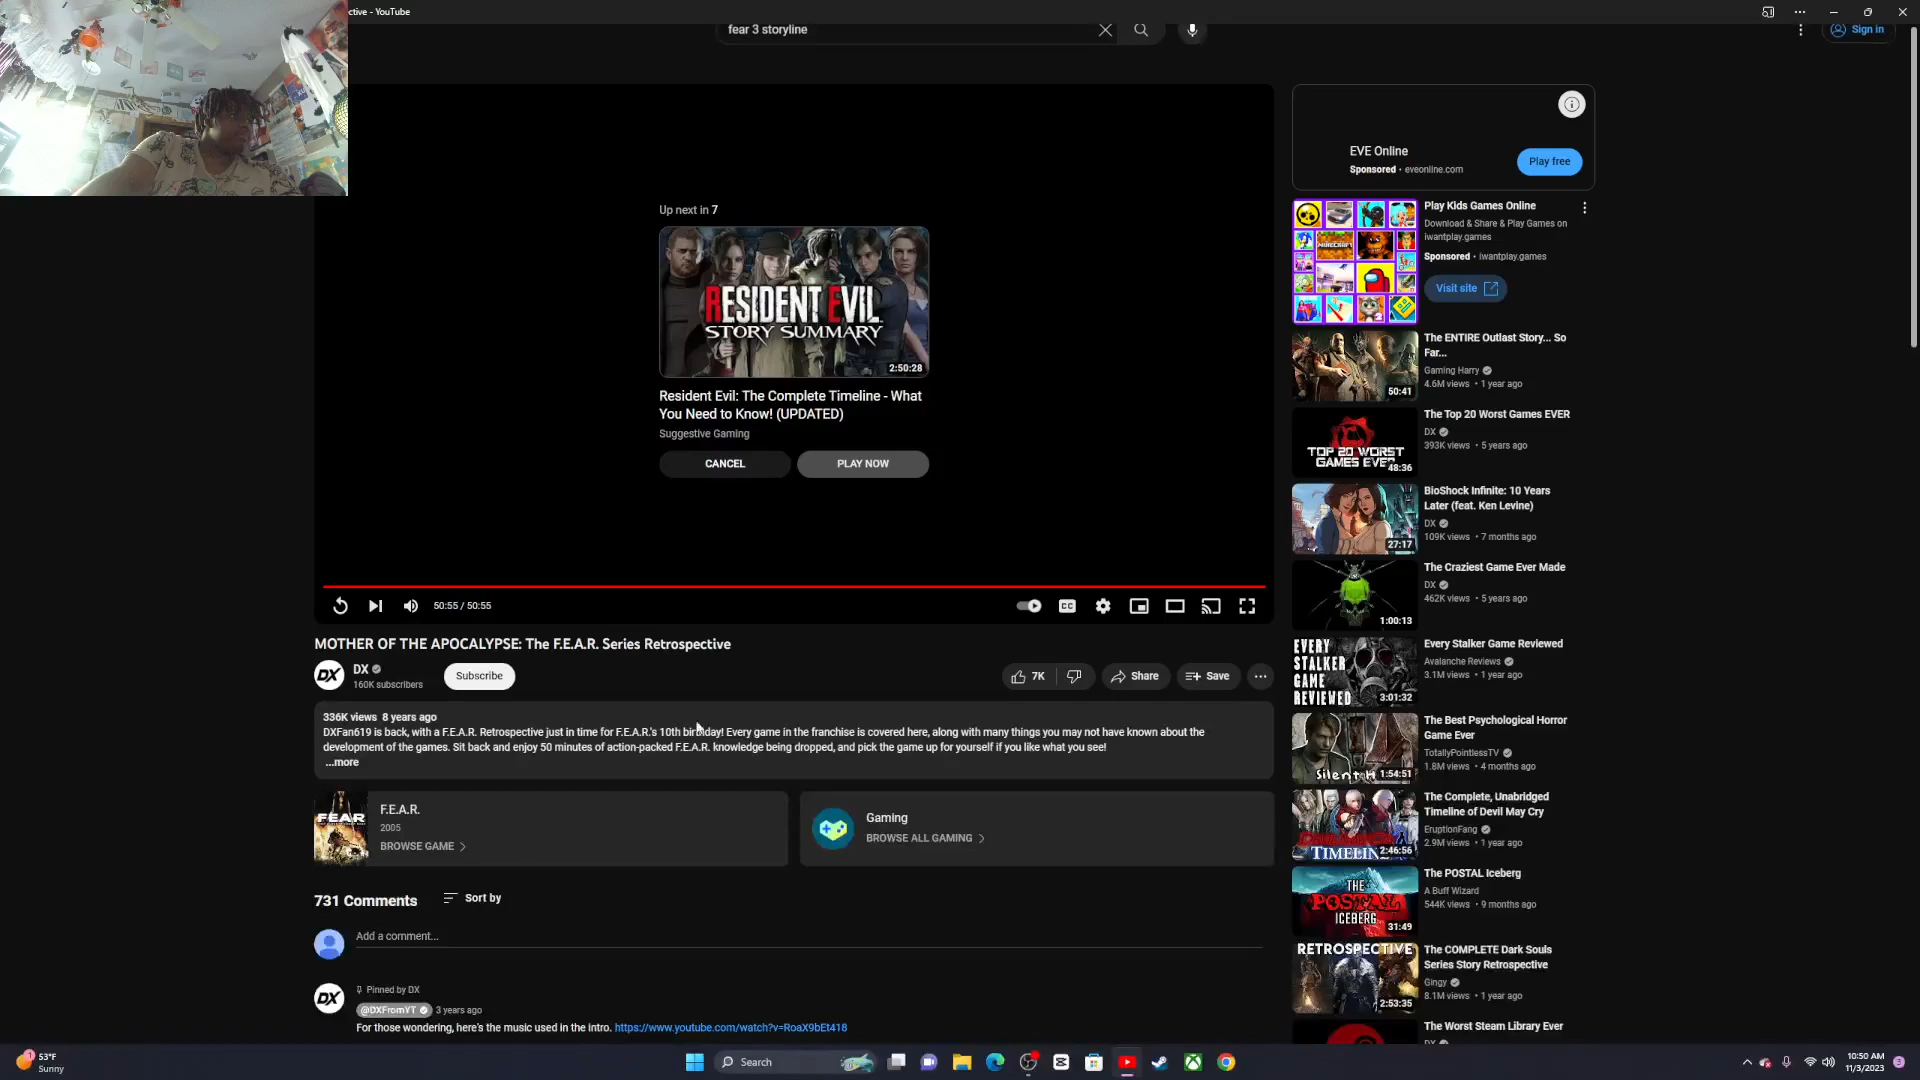 ctive - YouTube
fear 3 storyline
Sign in
Up next in 7
RESIDENT EVIL
STORY SUMMARY
2:50:28
Resident Evil: The Complete Timeline - What
You Need to Know! (UPDATED)
Suggestive Gaming
CANCEL
PLAY NOW
50:55 / 50:55
CC
MOTHER OF THE APOCALYPSE: The F.E.A.R. Series Retrospective
DX
DX
160K subscribers
Subscribe
7K
Share
Save
336K views 8 years ago
DXFan619 is back, with a F.E.A.R. Retrospective just in time for F.E.A.R.'s 10th birthday! Every game in the franchise is covered here, along with many things you may not have known about the
development of the games. Sit back and enjoy 50 minutes of action-packed F.E.A.R. knowledge being dropped, and pick the game up for yourself if you like what you see!
...more
FEAR
F.E.A.R.
2005
BROWSE GAME
Gaming
BROWSE ALL GAMING
731 Comments
Sort by
Add a comment...
DX
Pinned by DX
@DXFromYT
3 years ago
For those wondering, here's the music used in the intro. https://www.youtube.com/watch?v=RoaX9bEt418
EVE Online
Sponsored • eveonline.com
Play free
Play Kids Games Online
Download & Share & Play Games on
iwantplay.games
Sponsored • iwantplay.games
Visit site
MINECRAFT
2
The ENTIRE Outlast Story... So
Far...
Gaming Harry
4.6M views • 1 year ago
50:41
The Top 20 Worst Games EVER
DX
393K views • 5 years ago
TOP 20 WORST
GAMES EVER
48:36
BioShock Infinite: 10 Years
Later (feat. Ken Levine)
DX
109K views • 7 months ago
27:17
The Craziest Game Ever Made
DX
462K views • 5 years ago
1:00:13
EVERY
STALKER
GAME
REVIEWED
Every Stalker Game Reviewed
Avalanche Reviews
3.1M views • 1 year ago
3:01:32
The Best Psychological Horror
Game Ever
TotallyPointlessTV
1.8M views • 4 months ago
Silent H
1:54:51
The Complete, Unabridged
Timeline of Devil May Cry
EruptionFang
2.9M views • 1 year ago
TIMELINE
2:46:56
The POSTAL Iceberg
A Buff Wizard
544K views • 9 months ago
THE
POSTAL
ICEBERG
31:49
RETROSPECTIVE
The COMPLETE Dark Souls
Series Story Retrospective
Gingy
8.1M views • 1 year ago
2:53:35
The Worst Steam Library Ever
1
53°F
Sunny
Search
10:50 AM
11/3/2023
3